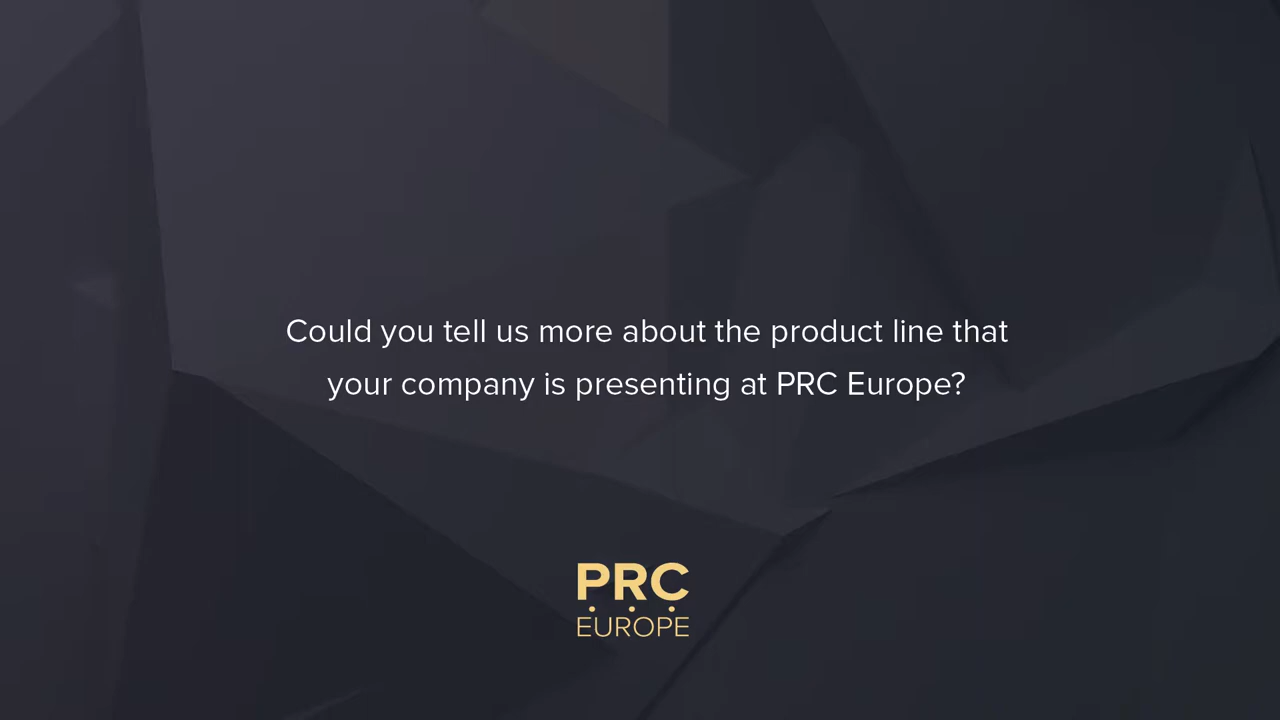 Could you tell us more about the product line that
your company is presenting at PRC Europe?
PRC
EUROPE